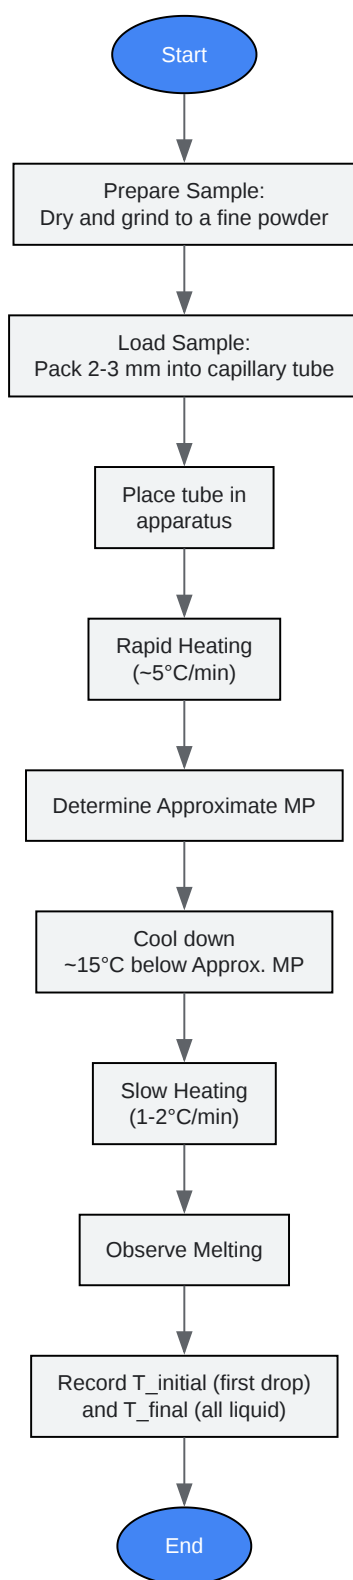 Start
Prepare Sample:
Dry and grind to a fine powder
Load Sample:
Pack 2-3 mm into capillary tube
Place tube in
apparatus
Rapid Heating
(~5°C/min)
Determine Approximate MP
Cool down
~15°C below Approx. MP
Slow Heating
(1-2°C/min)
Observe Melting
Record T_initial (first drop)
and T_final (all liquid)
End